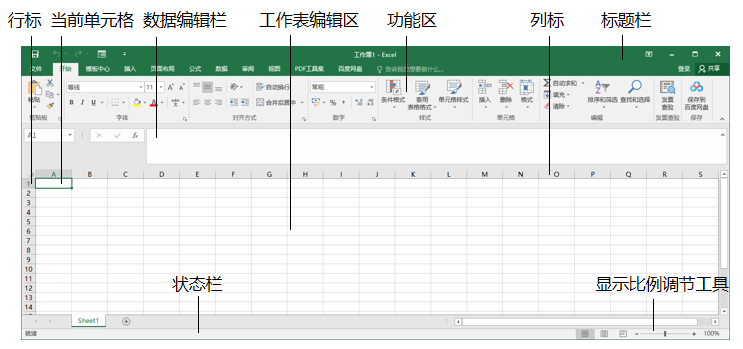 行标 当前单元格 数据编辑栏 工作表编辑区 功能区 列标 标题栏
工作簿1 - Excel
文件 开始 模板中心 插入 页面布局 公式 数据 审阅 视图 PDF工具集 百度网盘 告诉我您想要做什么... 登录 共享
等线 11 A A 自动换行 常规 自动求和
粘贴 条件格式 套用表格格式 单元格样式 插入 删除 格式 填充 排序和筛选 查找和选择 发票查验 保存到百度网盘
B I U A 合并后居中 % , 清除
剪贴板 字体 对齐方式 数字 样式 单元格 编辑 发票查验 保存
A1 fx
A B C D E F G H I J K L M N O P Q R S
1
2
3
4
5
6
7
8
9
10
11
12
13
14
状态栏 显示比例调节工具
Sheet1
就绪 100%